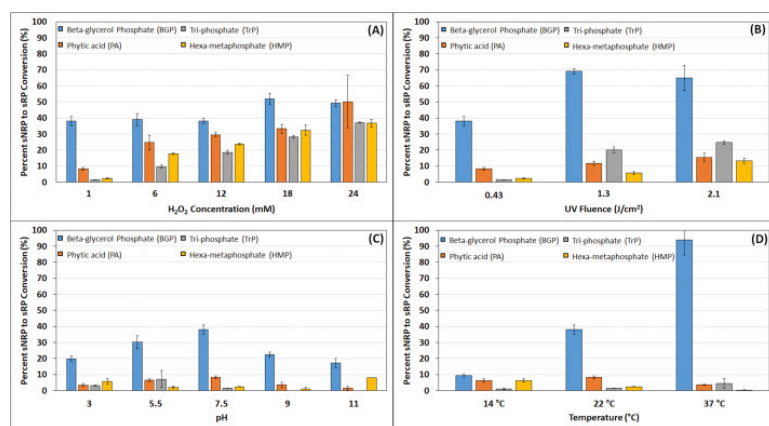 Beta-glycerol Phosphate (BGP) Tri-phosphate (TrP) (A)
Phytic acid (PA) Hexa-metaphosphate (HMP)
Percent sNRP to sRP Conversion (%)
100
90
80
70
60
50
40
30
20
10
0
1 6 12 18 24
H₂O₂ Concentration (mM)
Beta-glycerol Phosphate (BGP) Tri-phosphate (TrP) (B)
Phytic acid (PA) Hexa-metaphosphate (HMP)
Percent sNRP to sRP Conversion (%)
100
90
80
70
60
50
40
30
20
10
0
0.43 1.3 2.1
UV Fluence (J/cm²)
(C) Beta-glycerol Phosphate (BGP) Tri-phosphate (TrP)
Phytic acid (PA) Hexa-metaphosphate (HMP)
Percent sNRP to sRP Conversion (%)
100
90
80
70
60
50
40
30
20
10
0
3 5.5 7.5 9 11
pH
Beta-glycerol Phosphate (BGP) Tri-phosphate (TrP) (D)
Phytic acid (PA) Hexa-metaphosphate (HMP)
Percent sNRP to sRP Conversion (%)
100
90
80
70
60
50
40
30
20
10
0
14 °C 22 °C 37 °C
Temperature (°C)